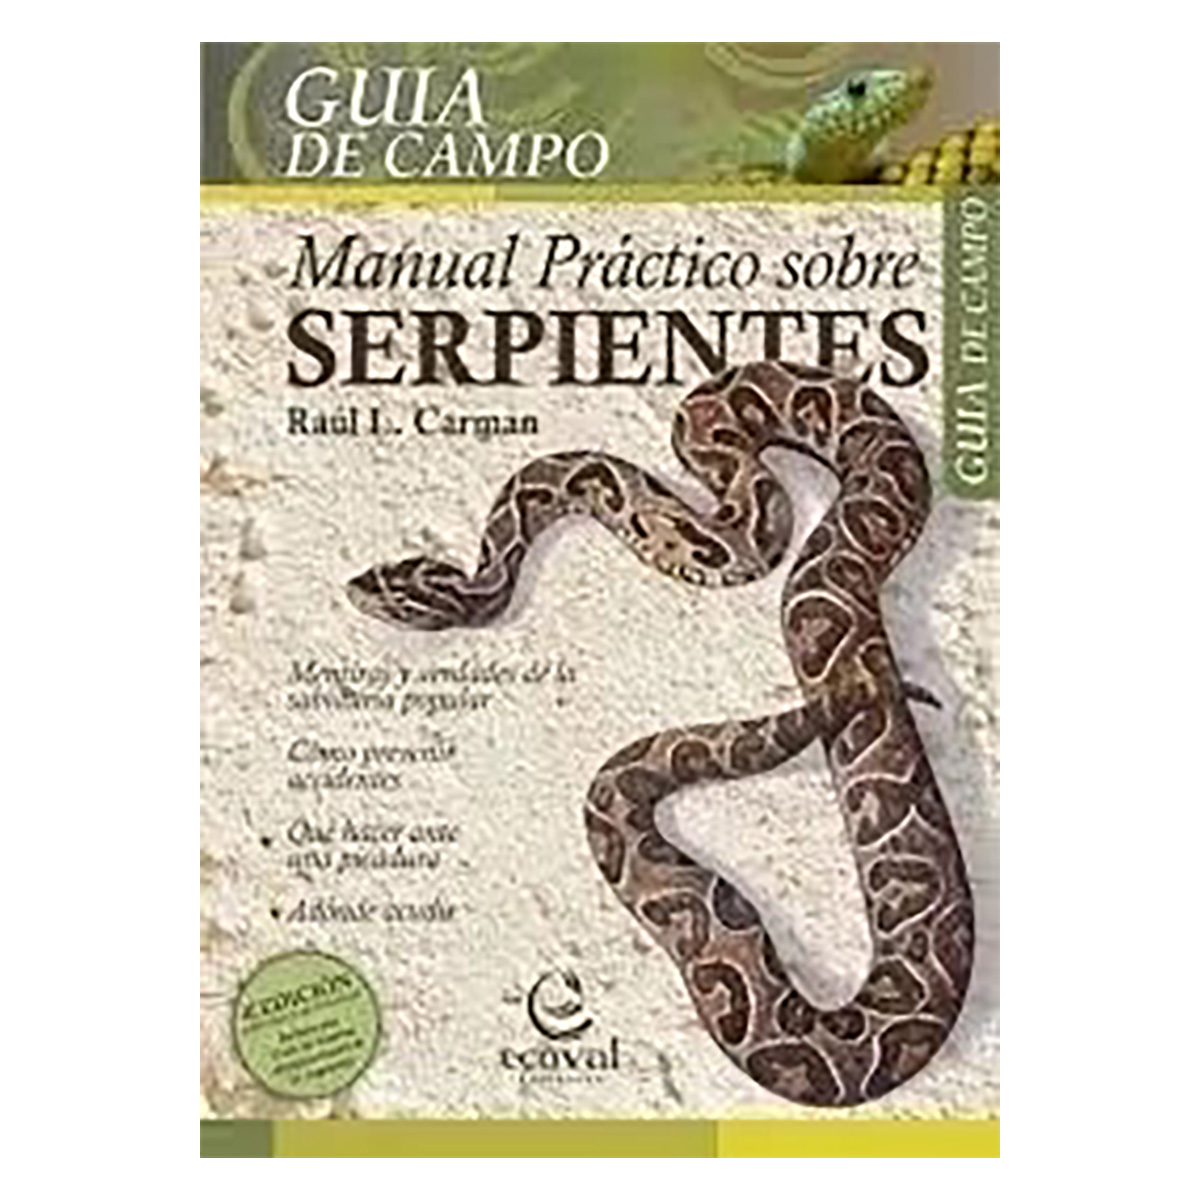 GUIA
DE CAMPO
GUIA DE CAMPO
Manual Práctico sobre
SERPIENTES
Raúl L. Carman
Mentiras y verdades de la
sabiduría popular
Cómo prevenir
accidentes
Qué hacer ante
una picadura
Adónde acudir
EDICIÓN
ecoval